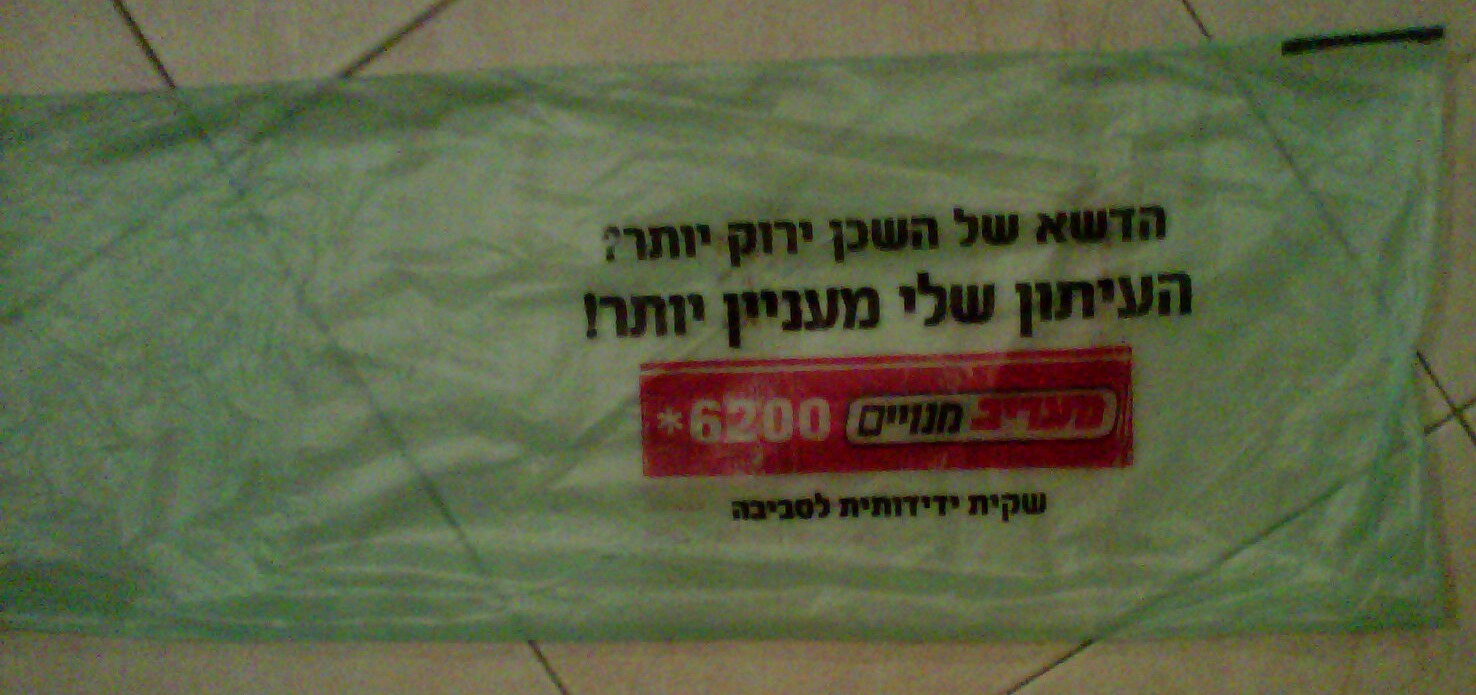 הדשא של השכן ירוק יותר?
העיתון שלי מעניין יותר!
מעריב מנויים 6200*
שקית ידידותית לסביבה